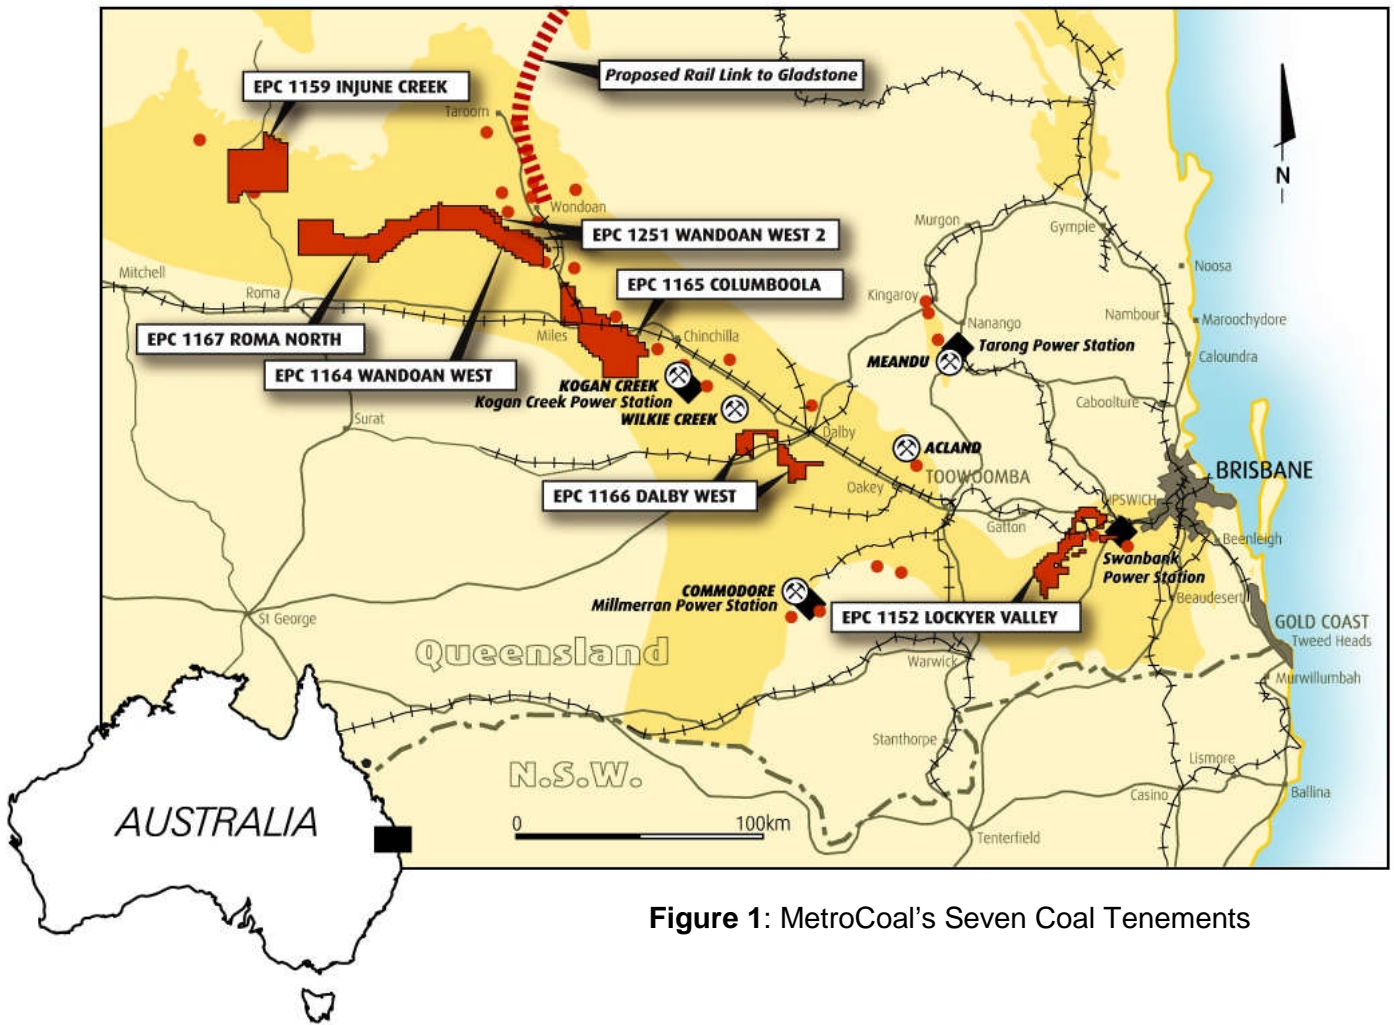 EPC 1159 INJUNE CREEK
Proposed Rail Link to Gladstone
Taroom
N
Wondoan
Murgon
Gympie
EPC 1251 WANDOAN WEST 2
Noosa
Mitchell
EPC 1165 COLUMBOOLA
Roma
Kingaroy
Nambour
Maroochydore
Nanango
EPC 1167 ROMA NORTH
Miles
Chinchilla
Tarong Power Station
Caloundra
MEANDU
EPC 1164 WANDOAN WEST
KOGAN CREEK
Kogan Creek Power Station
Caboolture
WILKIE CREEK
Surat
Dalby
ACLAND
BRISBANE
TOOWOOMBA
Oakey
EPC 1166 DALBY WEST
IPSWICH
Gatton
Beenleigh
Swanbank
Power Station
COMMODORE
Millmerran Power Station
Beaudesert
EPC 1152 LOCKYER VALLEY
St George
GOLD COAST
Tweed Heads
Queensland
Warwick
Murwillumbah
Stanthorpe
Lismore
N.S.W.
Casino
Ballina
AUSTRALIA
0 100km
Tenterfield
Figure 1: MetroCoal's Seven Coal Tenements